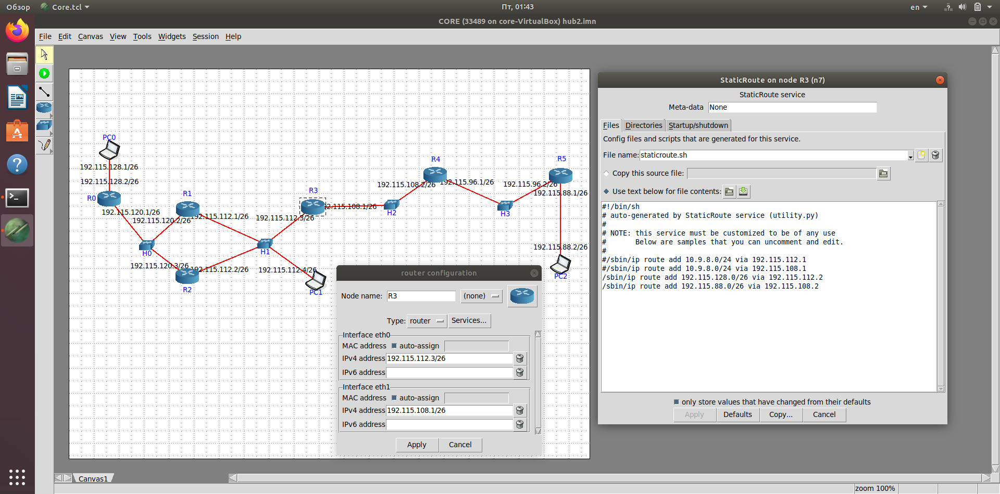 Обзор
Core.tcl
Пт, 01:43
en
CORE (33489 on core-VirtualBox) hub2.imn
File Edit Canvas View Tools Widgets Session Help
PC0
192.115.128.1/26
192.115.128.2/26
R0
192.115.120.1/26
R1
192.115.120.2/26
192.115.112.1/26
H0
192.115.120.3/26
R2
192.115.112.2/26
H1
192.115.112.3/26
192.115.112.4/26
PC1
R3
2.115.108.1/26
H2
192.115.108.2/26
R4
192.115.96.1/26
H3
192.115.96.2/26
R5
192.115.88.1/26
192.115.88.2/26
PC2
router configuration
Node name: R3 (none)
Type: router Services...
Interface eth0
MAC address auto-assign
IPv4 address 192.115.112.3/26
IPv6 address
Interface eth1
MAC address auto-assign
IPv4 address 192.115.108.1/26
IPv6 address
Apply Cancel
StaticRoute on node R3 (n7)
StaticRoute service
Meta-data None
Files Directories Startup/shutdown
Config files and scripts that are generated for this service.
File name: staticroute.sh
Copy this source file:
Use text below for file contents:
#!/bin/sh
# auto-generated by StaticRoute service (utility.py)
#
# NOTE: this service must be customized to be of any use
#       Below are samples that you can uncomment and edit.
#
#/sbin/ip route add 10.9.8.0/24 via 192.115.112.1
#/sbin/ip route add 10.9.8.0/24 via 192.115.108.1
/sbin/ip route add 192.115.128.0/26 via 192.115.112.2
/sbin/ip route add 192.115.88.0/26 via 192.115.108.2
only store values that have changed from their defaults
Apply Defaults Copy... Cancel
Canvas1
zoom 100%